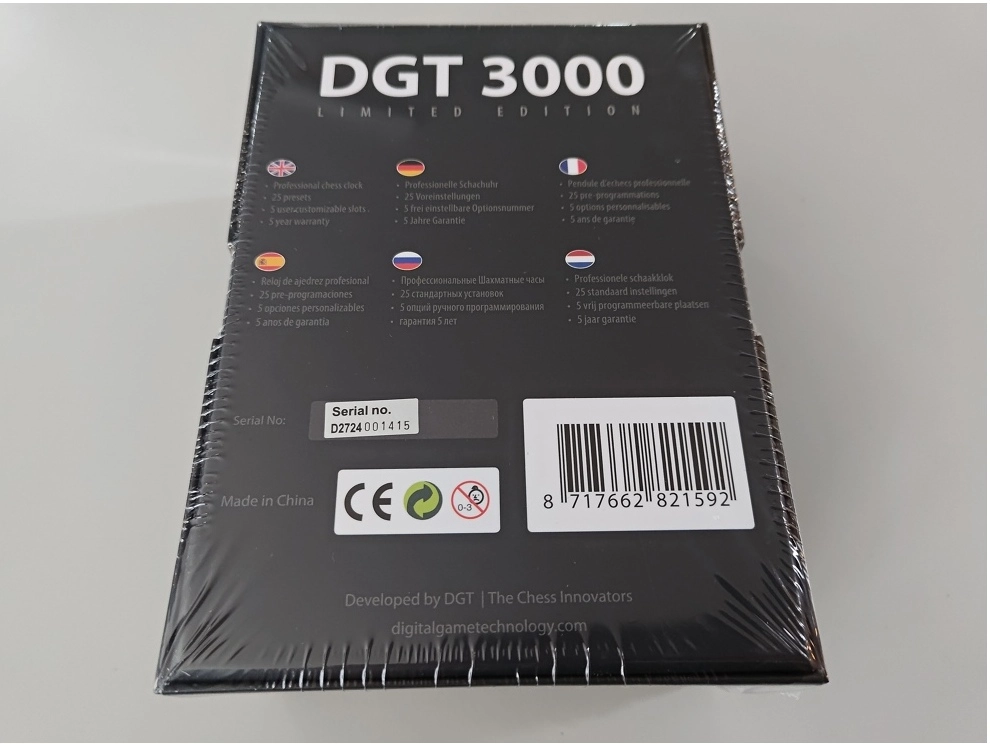 DGT 3000
LIMITED EDITION
• Professional chess clock
• 25 presets
• 5 user-customizable slots
• 5 year warranty
• Professionelle Schachuhr
• 25 Voreinstellungen
• 5 frei einstellbare Optionsnummer
• 5 Jahre Garantie
• Pendule d'echecs professionnelle
• 25 pre-programmations
• 5 options personnalisables
• 5 ans de garantie
• Reloj de ajedrez profesional
• 25 pre-programaciones
• 5 opciones personalizables
• 5 anos de garantia
• Профессиональные Шахматные часы
• 25 стандартных установок
• 5 опций ручного программирования
• гарантия 5 лет
• Professionele schaakklok
• 25 standaard instellingen
• 5 vrij programmeerbare plaatsen
• 5 jaar garantie
Serial No:
Serial no.
D2724001415
Made in China
CE
0-3
8 717662 821592
Developed by DGT | The Chess Innovators
digitalgametechnology.com